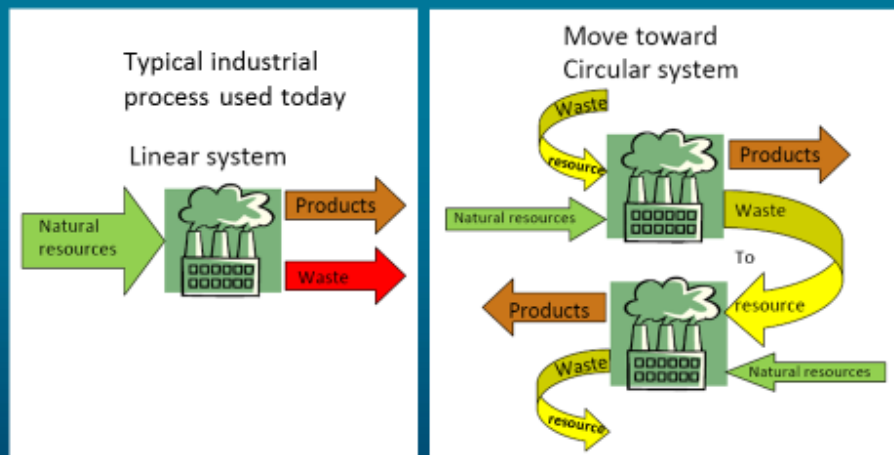 Typical industrial
process used today
Linear system
Natural
resources
Products
Waste
Move toward
Circular system
Waste
resource
Products
Natural resources
Waste
To
resource
Products
Waste
Natural resources
resource